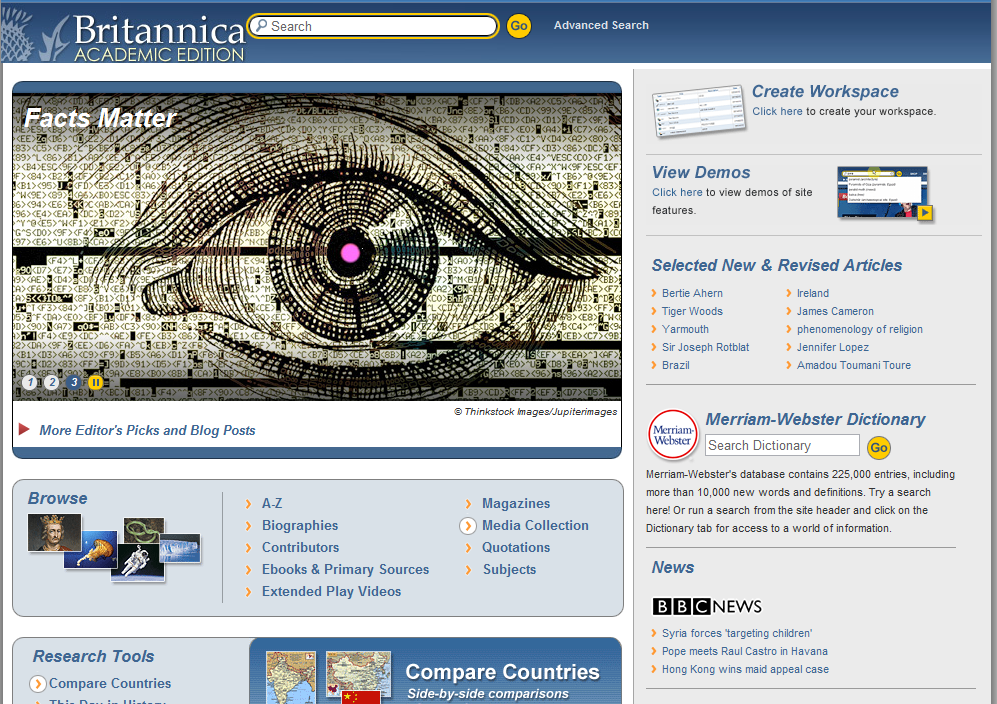 Britannica
ACADEMIC EDITION
Search
Go
Advanced Search
Facts Matter
1 2 3
© Thinkstock Images/Jupiterimages
More Editor's Picks and Blog Posts
Browse
A-Z
Biographies
Contributors
Ebooks & Primary Sources
Extended Play Videos
Magazines
Media Collection
Quotations
Subjects
Research Tools
Compare Countries
This Day in History
Compare Countries
Side-by-side comparisons
Create Workspace
Click here to create your workspace.
View Demos
Click here to view demos of site
features.
Selected New & Revised Articles
Bertie Ahern
Tiger Woods
Yarmouth
Sir Joseph Rotblat
Brazil
Ireland
James Cameron
phenomenology of religion
Jennifer Lopez
Amadou Toumani Toure
Merriam-
Webster
Merriam-Webster Dictionary
Search Dictionary
Go
Merriam-Webster's database contains 225,000 entries, including
more than 10,000 new words and definitions. Try a search
here! Or run a search from the site header and click on the
Dictionary tab for access to a world of information.
News
BBC NEWS
Syria forces 'targeting children'
Pope meets Raul Castro in Havana
Hong Kong wins maid appeal case